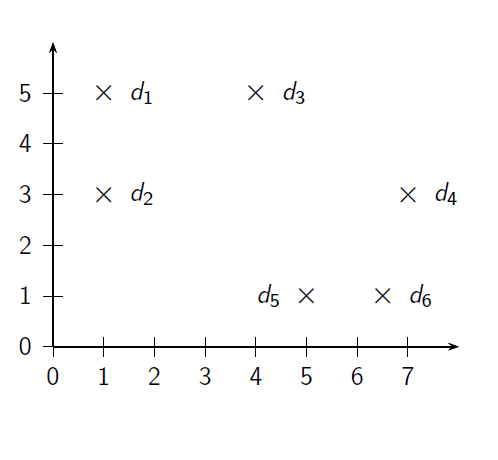 5 d₁ d₃
4
3 d₂ d₄
2
1 d₅ d₆
0
0 1 2 3 4 5 6 7